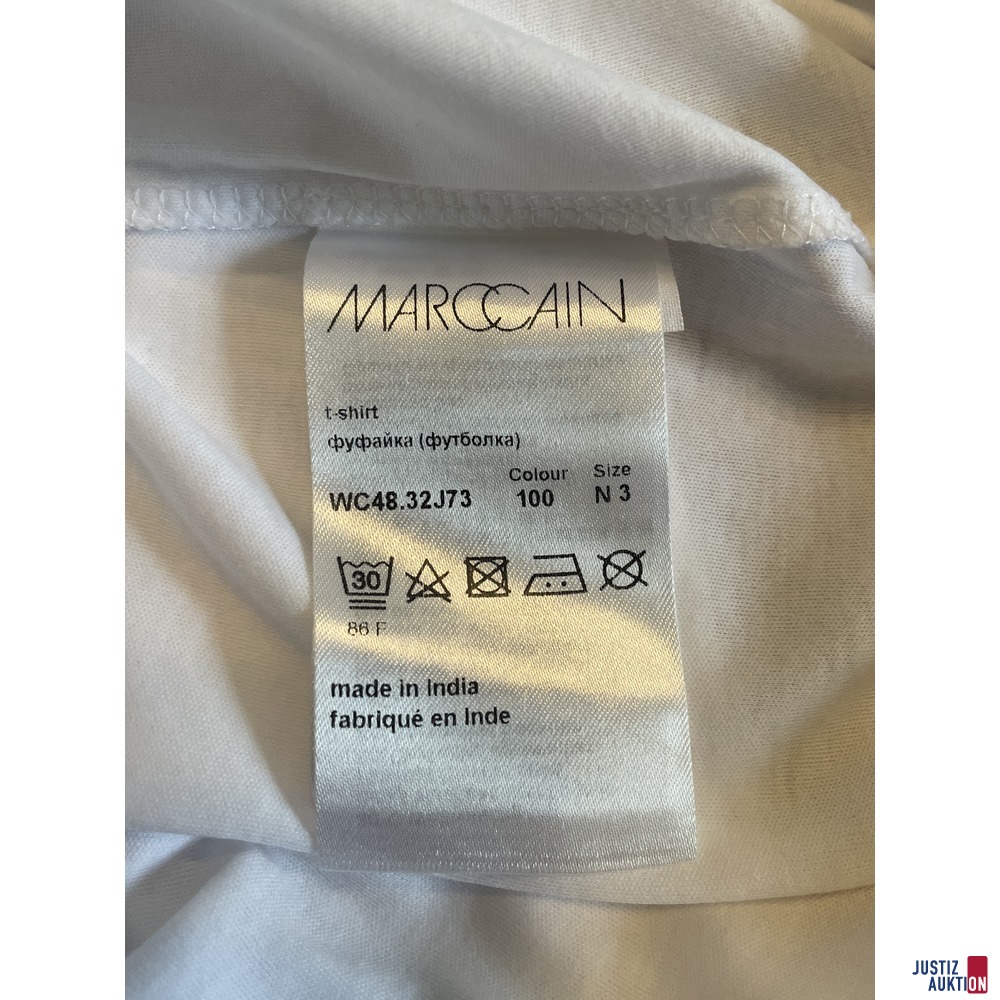 MARCCAIN
t-shirt
фуфайка (футболка)
Colour Size
WC48.32J73 100 N 3
30
86 F
made in India
fabriqué en Inde
JUSTIZ
AUKTION